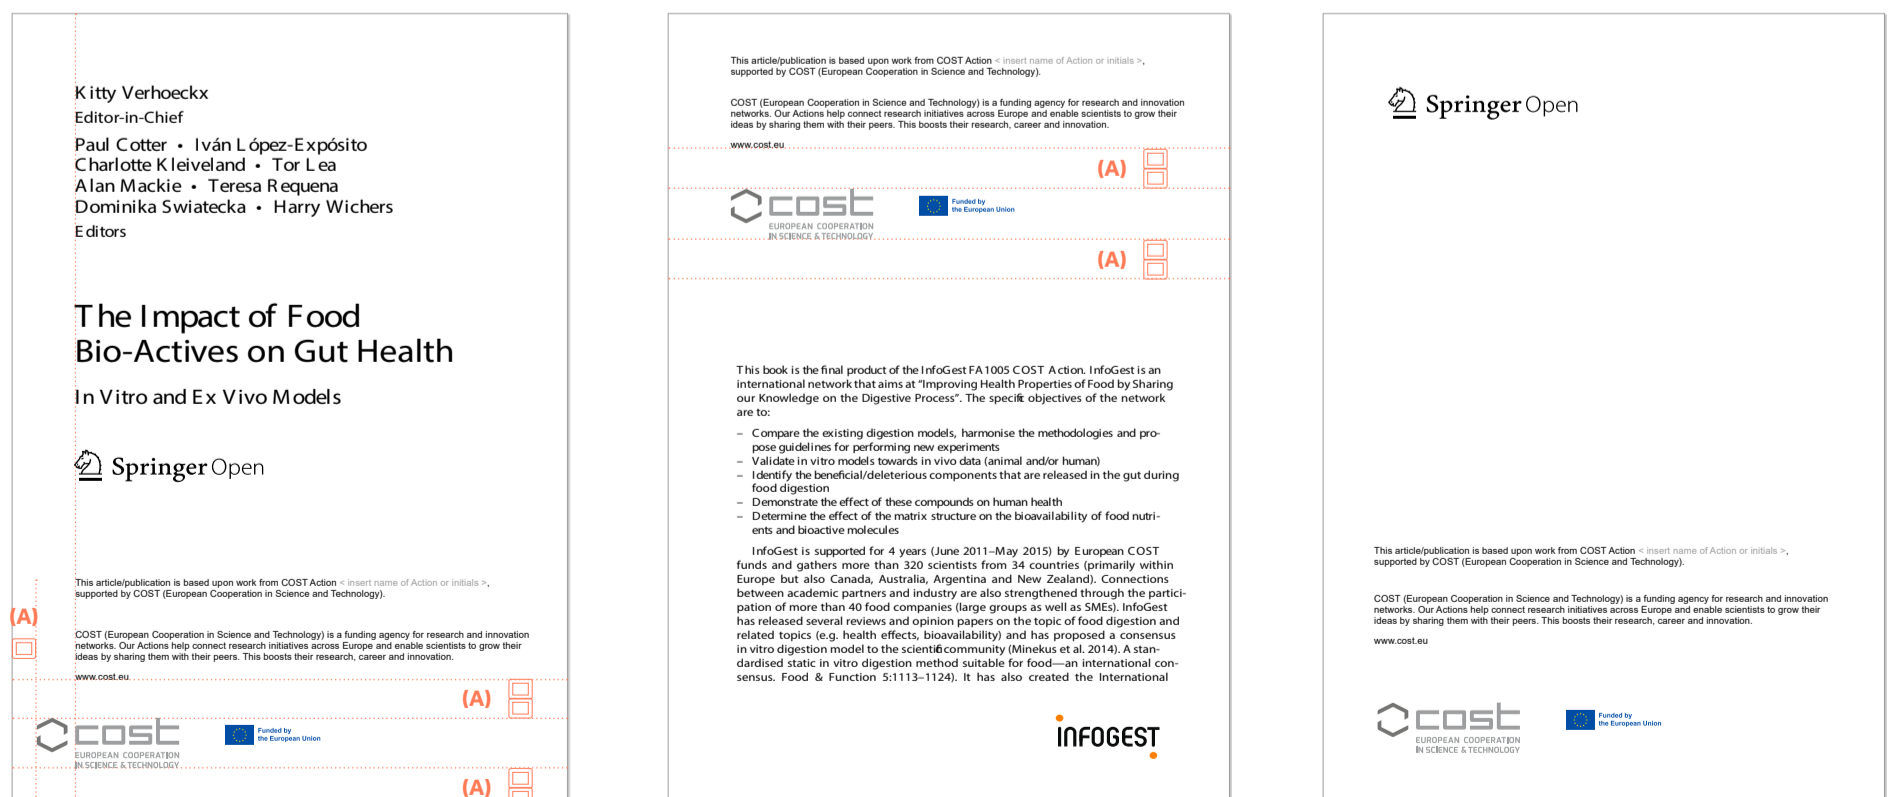 Kitty Verhoeckx
Editor-in-Chief
Paul Cotter • Iván López-Expósito
Charlotte Kleiveland • Tor Lea
Alan Mackie • Teresa Requena
Dominika Swiatecka • Harry Wichers
Editors
The Impact of Food
Bio-Actives on Gut Health
In Vitro and Ex Vivo Models
Springer Open
This article/publication is based upon work from COST Action < insert name of Action or initials >,
supported by COST (European Cooperation in Science and Technology).
(A)
COST (European Cooperation in Science and Technology) is a funding agency for research and innovation
networks. Our Actions help connect research initiatives across Europe and enable scientists to grow their
ideas by sharing them with their peers. This boosts their research, career and innovation.
www.cost.eu
(A)
cost
EUROPEAN COOPERATION
IN SCIENCE & TECHNOLOGY
Funded by
the European Union
(A)
This article/publication is based upon work from COST Action < insert name of Action or initials >,
supported by COST (European Cooperation in Science and Technology).
COST (European Cooperation in Science and Technology) is a funding agency for research and innovation
networks. Our Actions help connect research initiatives across Europe and enable scientists to grow their
ideas by sharing them with their peers. This boosts their research, career and innovation.
www.cost.eu
(A)
cost
EUROPEAN COOPERATION
IN SCIENCE & TECHNOLOGY
Funded by
the European Union
(A)
This book is the final product of the InfoGest FA1005 COST Action. InfoGest is an
international network that aims at “Improving Health Properties of Food by Sharing
our Knowledge on the Digestive Process”. The specific objectives of the network
are to:
– Compare the existing digestion models, harmonise the methodologies and pro-
pose guidelines for performing new experiments
– Validate in vitro models towards in vivo data (animal and/or human)
– Identify the beneficial/deleterious components that are released in the gut during
food digestion
– Demonstrate the effect of these compounds on human health
– Determine the effect of the matrix structure on the bioavailability of food nutri-
ents and bioactive molecules
InfoGest is supported for 4 years (June 2011–May 2015) by European COST
funds and gathers more than 320 scientists from 34 countries (primarily within
Europe but also Canada, Australia, Argentina and New Zealand). Connections
between academic partners and industry are also strengthened through the partici-
pation of more than 40 food companies (large groups as well as SMEs). InfoGest
has released several reviews and opinion papers on the topic of food digestion and
related topics (e.g. health effects, bioavailability) and has proposed a consensus
in vitro digestion model to the scientific community (Minekus et al. 2014). A stan-
dardised static in vitro digestion method suitable for food—an international con-
sensus. Food & Function 5:1113–1124). It has also created the International
INFOGEST
Springer Open
This article/publication is based upon work from COST Action < insert name of Action or initials >,
supported by COST (European Cooperation in Science and Technology).
COST (European Cooperation in Science and Technology) is a funding agency for research and innovation
networks. Our Actions help connect research initiatives across Europe and enable scientists to grow their
ideas by sharing them with their peers. This boosts their research, career and innovation.
www.cost.eu
cost
EUROPEAN COOPERATION
IN SCIENCE & TECHNOLOGY
Funded by
the European Union